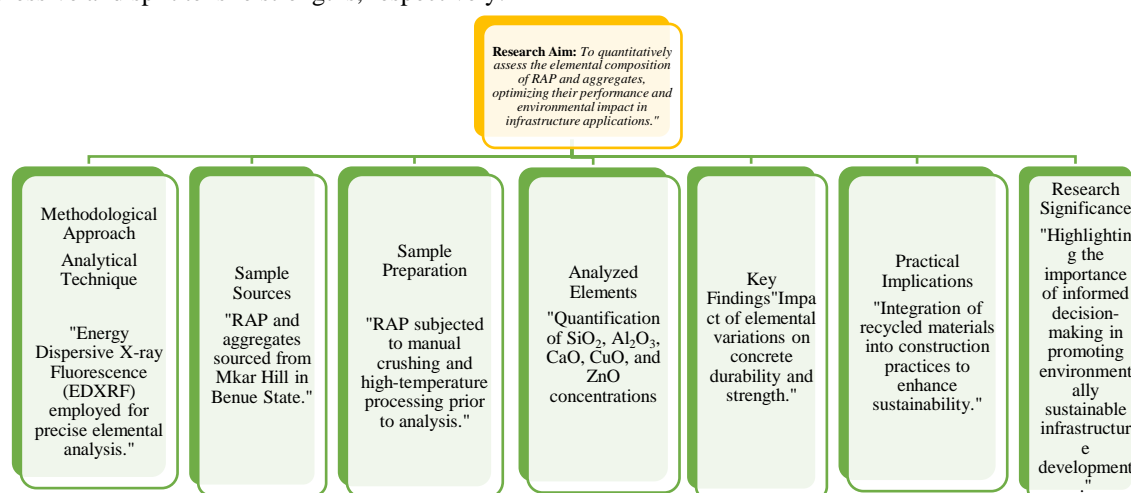 Research Aim: To quantitatively
assess the elemental composition
of RAP and aggregates,
optimizing their performance and
environmental impact in
infrastructure applications."
Methodological
Approach
Analytical
Technique
"Energy
Dispersive X-ray
Fluorescence
(EDXRF)
employed for
precise elemental
analysis."
Sample
Sources
"RAP and
aggregates
sourced from
Mkar Hill in
Benue State."
Sample
Preparation
"RAP subjected
to manual
crushing and
high-temperature
processing prior
to analysis."
Analyzed
Elements
"Quantification
of SiO₂, Al₂O₃,
CaO, CuO, and
ZnO
concentrations
Key
Findings"Impa
ct of elemental
variations on
concrete
durability and
strength."
Practical
Implications
"Integration of
recycled materials
into construction
practices to
enhance
sustainability."
Research
Significance
"Highlightin
g the
importance
of informed
decision-
making in
promoting
environment
ally
sustainable
infrastructur
e
development
"